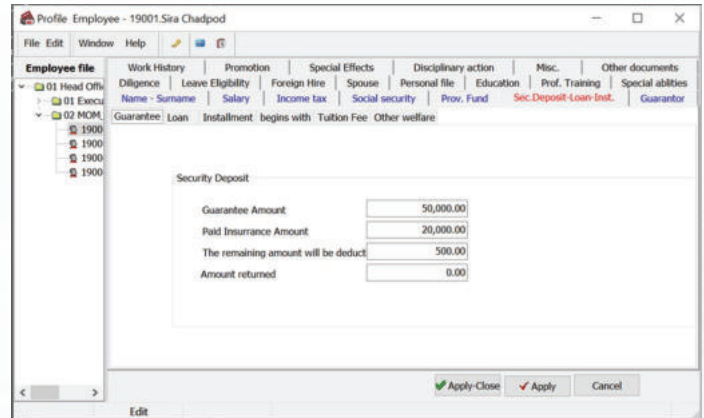 Profile Employee - 19001.Sira Chadpod
File Edit Window Help
Employee file
01 Head Offi
01 Execu
02 MOM_
1900
1900
1900
1900
Work History Promotion Special Effects Disciplinary action Misc. Other documents
Diligence Leave Eligibility Foreign Hire Spouse Personal file Education Prof. Training Special ablities
Name - Surname Salary Income tax Social security Prov. Fund Sec.Deposit-Loan-Inst. Guarantor
Guarantee Loan Installment begins with Tuition Fee Other welfare
Security Deposit
Guarantee Amount 50,000.00
Paid Insurrance Amount 20,000.00
The remaining amount will be deduct 500.00
Amount returned 0.00
Apply-Close Apply Cancel
Edit